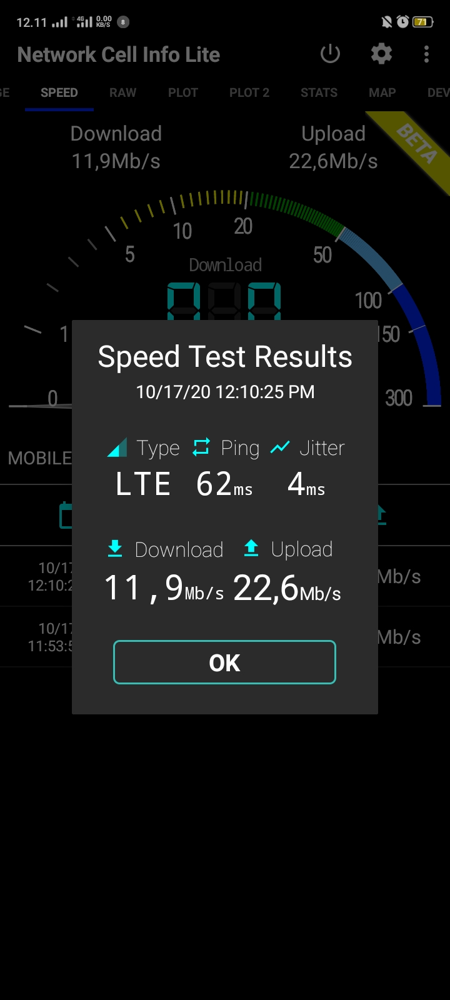 12.11 4G 0.00 KB/S 8 71
Network Cell Info Lite
GE SPEED RAW PLOT PLOT 2 STATS MAP DEV
Download Upload
11,9Mb/s 22,6Mb/s
BETA
0 1 5 10 20 50 100 150 300
Download
Speed Test Results
10/17/20 12:10:25 PM
Type Ping Jitter
LTE 62ms 4ms
Download Upload
11,9Mb/s 22,6Mb/s
OK
MOBILE
10/17
12:10:2 Mb/s
10/17
11:53:5 Mb/s